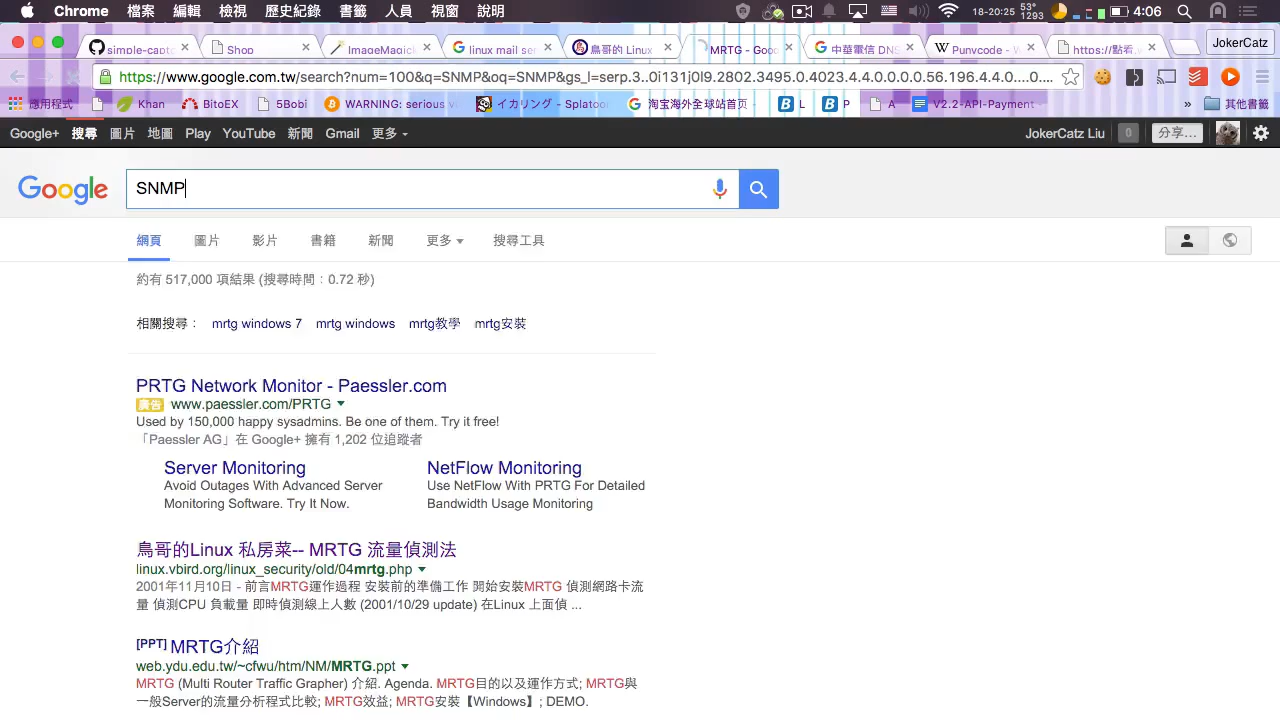 Chrome 檔案 編輯 檢視 歷史紀錄 書籤 人員 視窗 說明 18-20:25 53° 1293 4:06
simple-captc Shop ImageMagick linux mail ser 鳥哥的 Linux MRTG - Goo 中華電信 DNS Punycode - W https://點看. JokerCatz
https://www.google.com.tw/search?num=100&q=SNMP&oq=SNMP&gs_l=serp.3..0i131j0l9.2802.3495.0.4023.4.4.0.0.0.0.56.196.4.4.0....0....
應用程式 Khan BitoEX 55Bobi WARNING: serious v イカリング - Splatoo 淘宝海外全球站首页 - L P A V2.2-API-Payment » 其他書籤
Google+ 搜尋 圖片 地圖 Play YouTube 新聞 Gmail 更多 JokerCatz Liu 0 分享...
Google SNMP
網頁 圖片 影片 書籍 新聞 更多 搜尋工具
約有 517,000 項結果 (搜尋時間：0.72 秒)
相關搜尋： mrtg windows 7 mrtg windows mrtg教學 mrtg安裝
PRTG Network Monitor - Paessler.com
廣告 www.paessler.com/PRTG
Used by 150,000 happy sysadmins. Be one of them. Try it free!
「Paessler AG」在 Google+ 擁有 1,202 位追蹤者
Server Monitoring NetFlow Monitoring
Avoid Outages With Advanced Server Use NetFlow With PRTG For Detailed
Monitoring Software. Try It Now. Bandwidth Usage Monitoring
鳥哥的Linux 私房菜-- MRTG 流量偵測法
linux.vbird.org/linux_security/old/04mrtg.php
2001年11月10日 - 前言MRTG運作過程 安裝前的準備工作 開始安裝MRTG 偵測網路卡流
量 偵測CPU 負載量 即時偵測線上人數 (2001/10/29 update) 在Linux 上面偵 ...
[PPT] MRTG介紹
web.ydu.edu.tw/~cfwu/htm/NM/MRTG.ppt
MRTG (Multi Router Traffic Grapher) 介紹. Agenda. MRTG目的以及運作方式; MRTG與
一般Server的流量分析程式比較; MRTG效益; MRTG安裝【Windows】; DEMO.